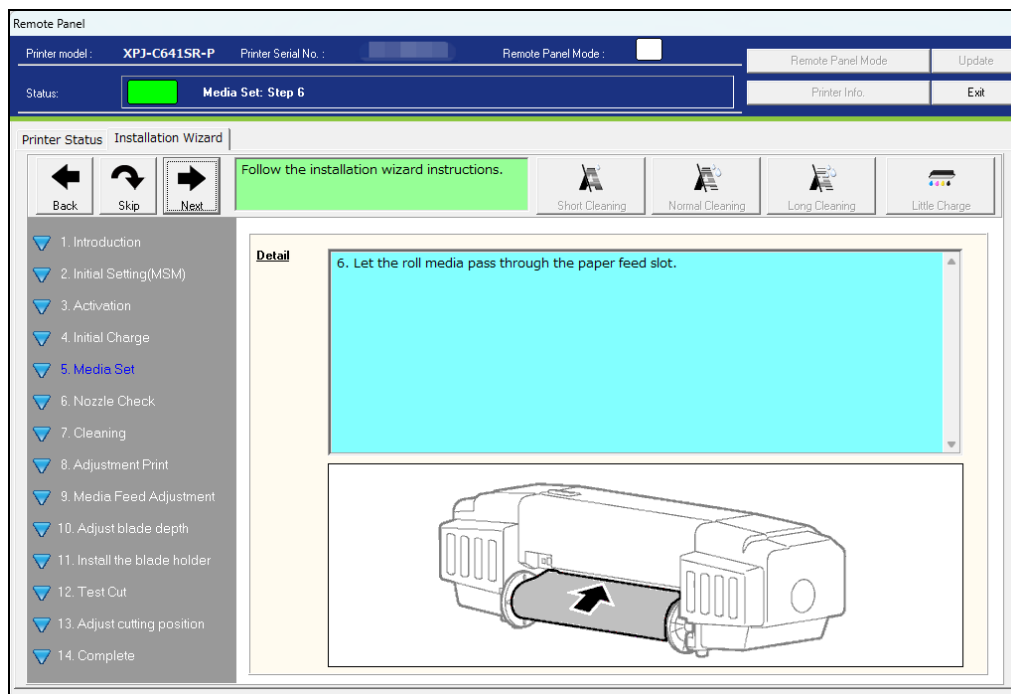 Remote Panel
Printer model : XPJ-C641SR-P Printer Serial No. : Remote Panel Mode :
Remote Panel Mode Update
Status: Media Set: Step 6
Printer Info. Exit
Printer Status Installation Wizard
Back Skip Next
Follow the installation wizard instructions.
Short Cleaning Normal Cleaning Long Cleaning Little Charge
1. Introduction
2. Initial Setting(MSM)
3. Activation
4. Initial Charge
5. Media Set
6. Nozzle Check
7. Cleaning
8. Adjustment Print
9. Media Feed Adjustment
10. Adjust blade depth
11. Install the blade holder
12. Test Cut
13. Adjust cutting position
14. Complete
Detail
6. Let the roll media pass through the paper feed slot.